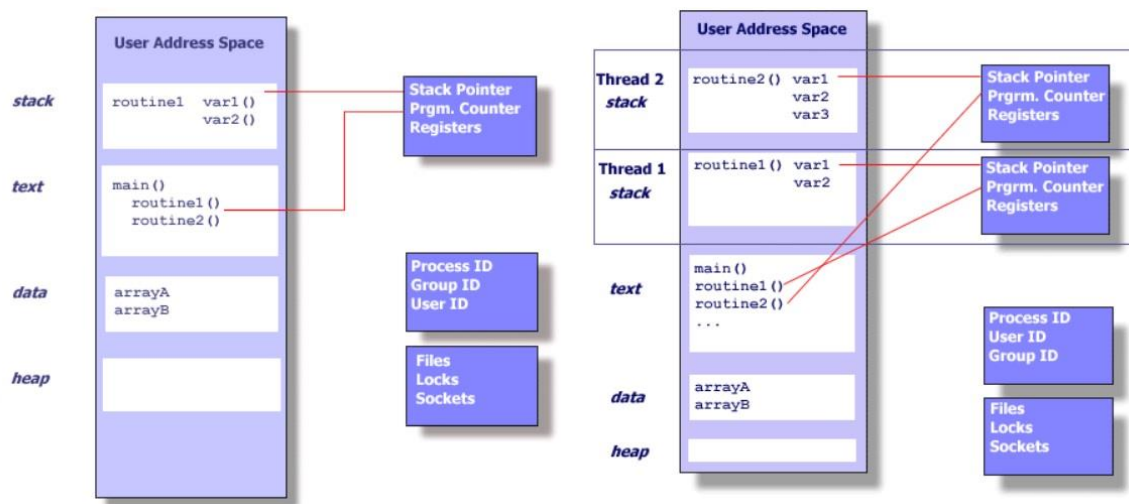 User Address Space
stack
routine1 var1()
var2()
Stack Pointer
Prgm. Counter
Registers
text
main()
routine1()
routine2()
data
arrayA
arrayB
Process ID
Group ID
User ID
heap
Files
Locks
Sockets
User Address Space
Thread 2
stack
routine2() var1
var2
var3
Stack Pointer
Prgrm. Counter
Registers
Thread 1
stack
routine1() var1
var2
Stack Pointer
Prgrm. Counter
Registers
text
main()
routine1()
routine2()
...
Process ID
User ID
Group ID
data
arrayA
arrayB
Files
Locks
Sockets
heap